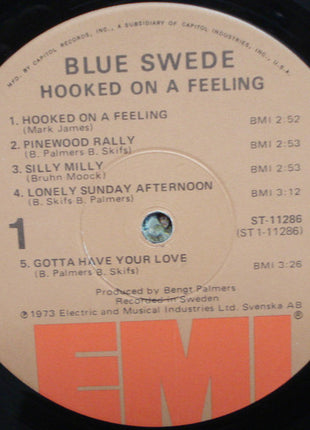 MFD. BY CAPITOL RECORDS, INC., A SUBSIDIARY OF CAPITOL INDUSTRIES, INC., U.S.A.
BLUE SWEDE
HOOKED ON A FEELING
1. HOOKED ON A FEELING BMI 2:52
(Mark James)
2. PINEWOOD RALLY BMI 2:53
(B. Palmers B. Skifs)
3. SILLY MILLY BMI 2:53
(Bruhn Moock)
4. LONELY SUNDAY AFTERNOON BMI 3:12
(B. Palmers B. Skifs)
1
ST-11286
(ST 1-11286)
5. GOTTA HAVE YOUR LOVE BMI 3:26
(B. Palmers B. Skifs)
Produced by Bengt Palmers
Recorded in Sweden
℗1973 Electric and Musical Industries Ltd. Svenska AB
EMI®